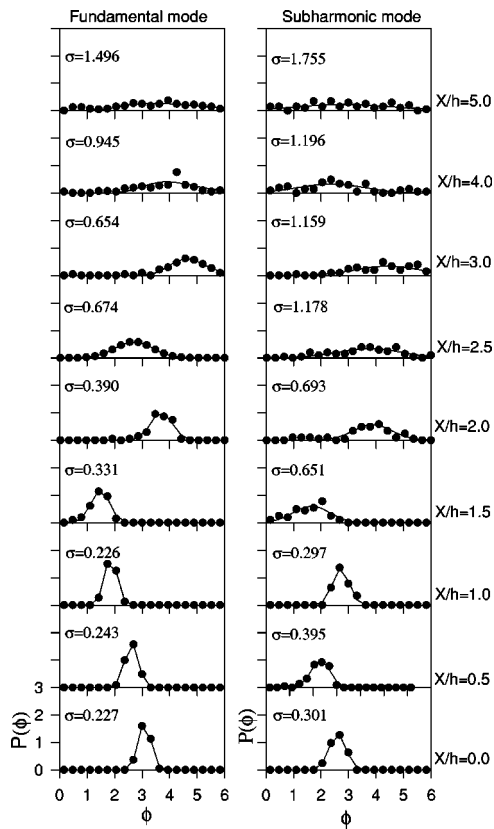 Fundamental mode Subharmonic mode
σ=1.496 σ=1.755 X/h=5.0
σ=0.945 σ=1.196 X/h=4.0
σ=0.654 σ=1.159 X/h=3.0
σ=0.674 σ=1.178 X/h=2.5
σ=0.390 σ=0.693 X/h=2.0
σ=0.331 σ=0.651 X/h=1.5
σ=0.226 σ=0.297 X/h=1.0
σ=0.243 σ=0.395 X/h=0.5
3
σ=0.227 σ=0.301 X/h=0.0
2
1
0
P(ϕ) P(ϕ)
0 1 2 3 4 5 6 0 1 2 3 4 5 6
ϕ ϕ